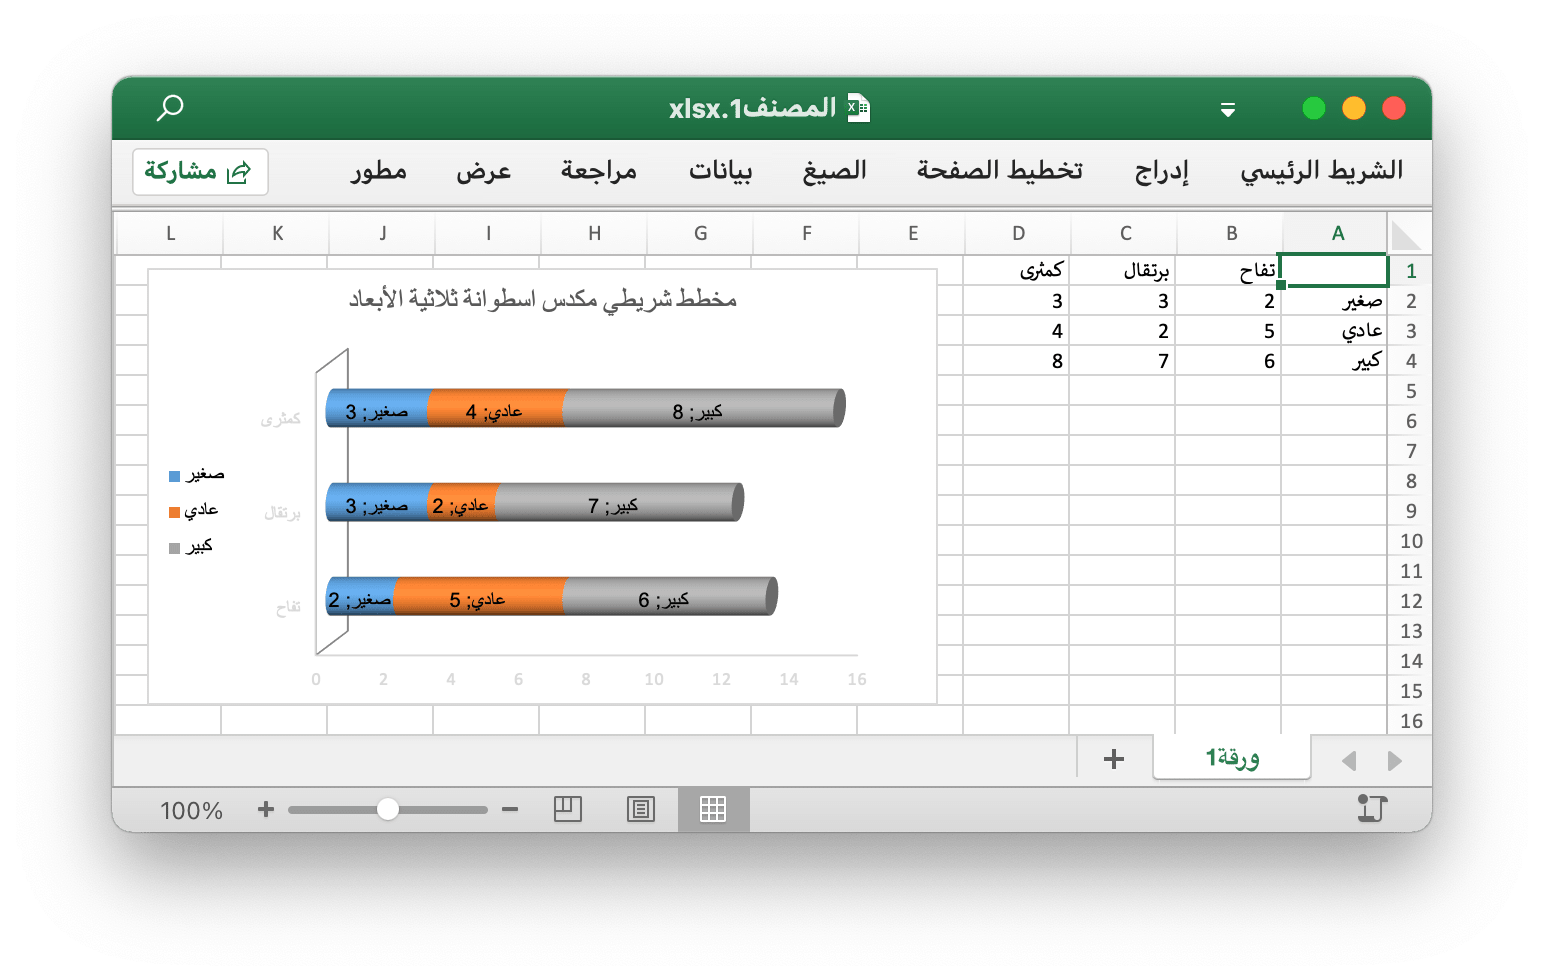 المصنف1.xlsx
الشريط الرئيسي إدراج تخطيط الصفحة الصيغ بيانات مراجعة عرض مطور مشاركة
A B C D E F G H I J K L
1 تفاح برتقال كمثرى
2 صغير 2 3 3
3 عادي 5 2 4
4 كبير 6 7 8
5
6
7
8
9
10
11
12
13
14
15
16
مخطط شريطي مكدس اسطوانة ثلاثية الأبعاد
كمثرى صغير; 3 عادي; 4 كبير; 8
برتقال صغير; 3 عادي; 2 كبير; 7
تفاح صغير; 2 عادي; 5 كبير; 6
0 2 4 6 8 10 12 14 16
صغير
عادي
كبير
ورقة1
100%